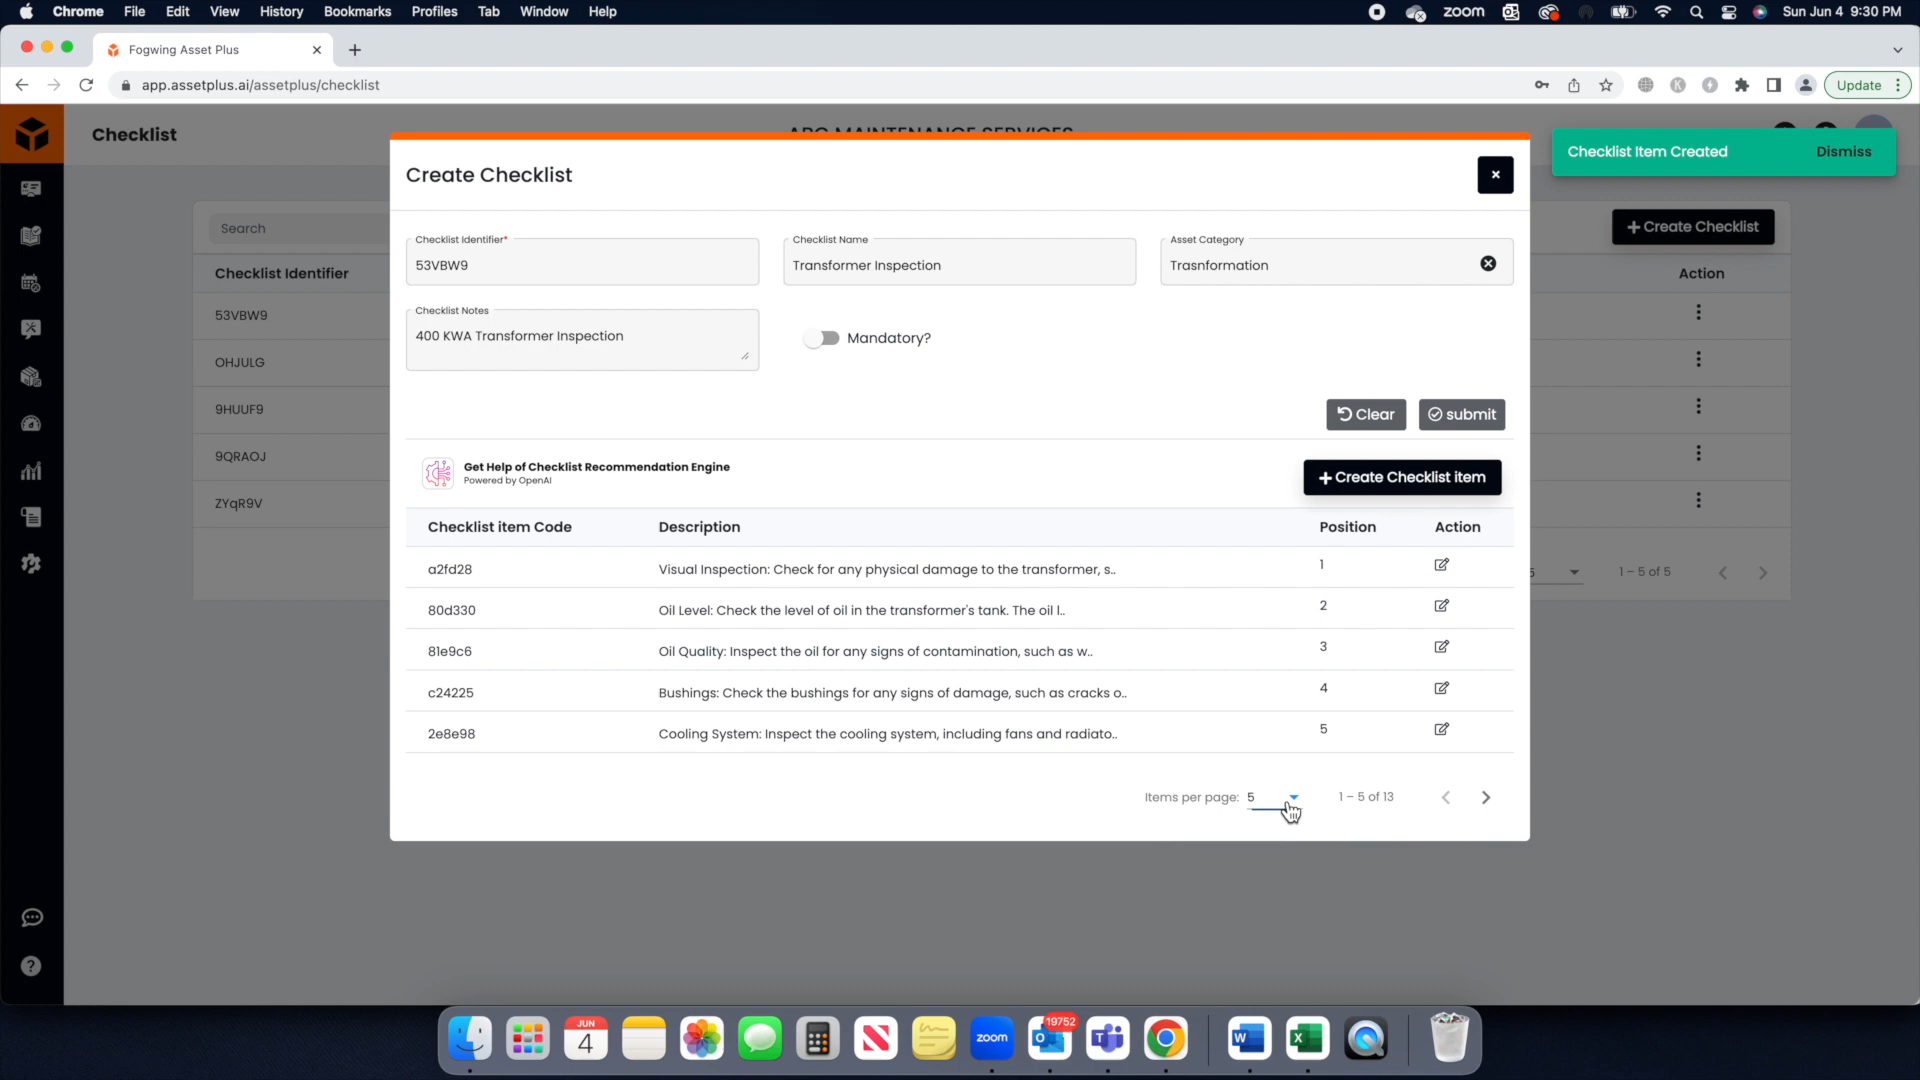 Chrome File Edit View History Bookmarks Profiles Tab Window Help zoom Sun Jun 4 9:30 PM
Fogwing Asset Plus
app.assetplus.ai/assetplus/checklist Update
Checklist
ABC MAINTENANCE SERVICES
Checklist Item Created Dismiss
Create Checklist
Search
Create Checklist
Checklist Identifier*
53VBW9
Checklist Name
Transformer Inspection
Asset Category
Trasnformation
Checklist Identifier Action
53VBW9
OHJULG
9HUUF9
9QRAOJ
ZYqR9V
Checklist Notes
400 KWA Transformer Inspection
Mandatory?
Clear submit
Get Help of Checklist Recommendation Engine
Powered by OpenAI
Create Checklist item
Checklist item Code Description Position Action
a2fd28 Visual Inspection: Check for any physical damage to the transformer, s.. 1
80d330 Oil Level: Check the level of oil in the transformer's tank. The oil l.. 2
81e9c6 Oil Quality: Inspect the oil for any signs of contamination, such as w.. 3
c24225 Bushings: Check the bushings for any signs of damage, such as cracks o.. 4
2e8e98 Cooling System: Inspect the cooling system, including fans and radiato.. 5
5 1 – 5 of 5
Items per page: 5 1 – 5 of 13
JUN
4
zoom
19752